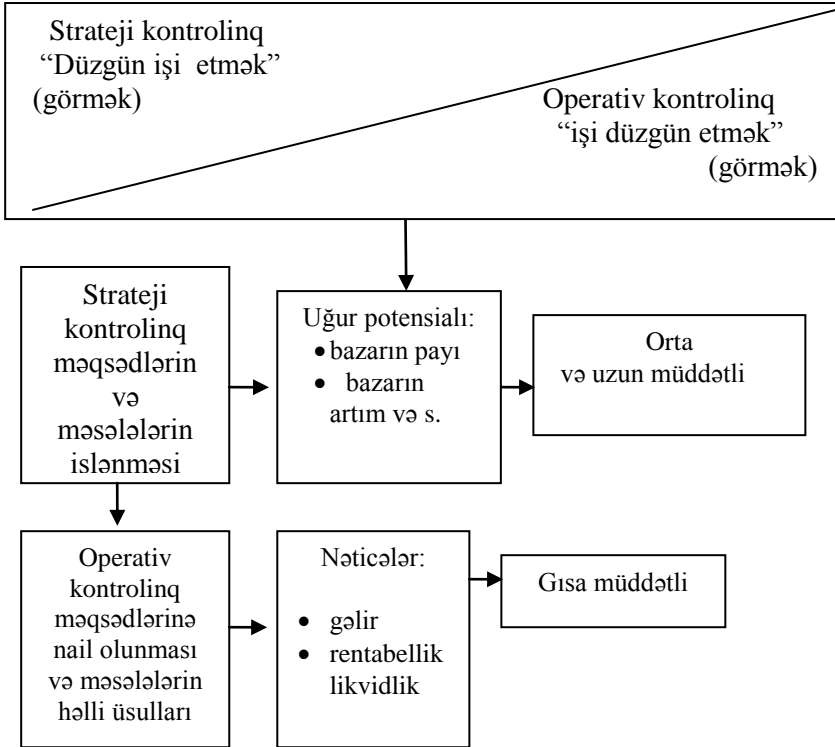 Strateji kontrolinq
“Düzgün işi etmək”
(görmək)
Operativ kontrolinq
“işi düzgün etmək”
(görmək)
Strateji
kontrolinq
məqsədlərin
və
məsələlərin
islənməsi
Uğur potensialı:
• bazarın payı
• bazarın
artım və s.
Orta
və uzun müddətli
Operativ
kontrolinq
məqsədlərinə
nail olunması
və məsələlərin
həlli üsulları
Nəticələr:
• gəlir
• rentabellik
likvidlik
Gısa müddətli